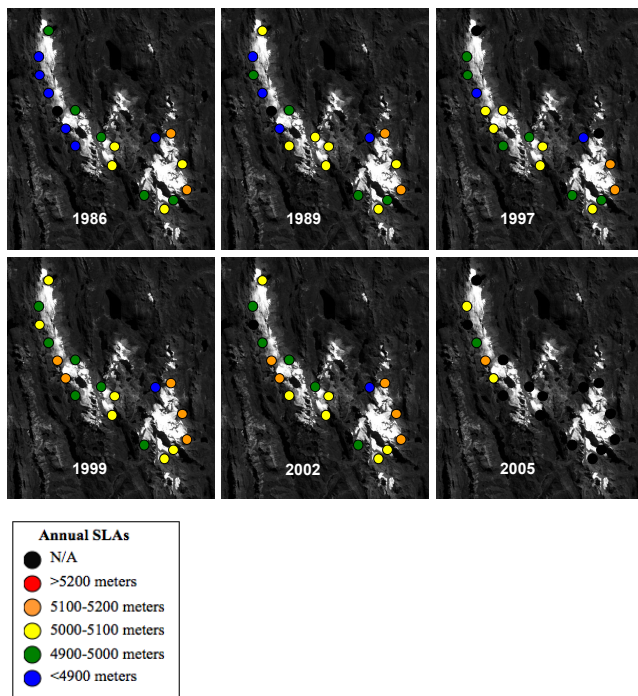 1986
1989
1997
1999
2002
2005
Annual SLAs
N/A
>5200 meters
5100-5200 meters
5000-5100 meters
4900-5000 meters
<4900 meters